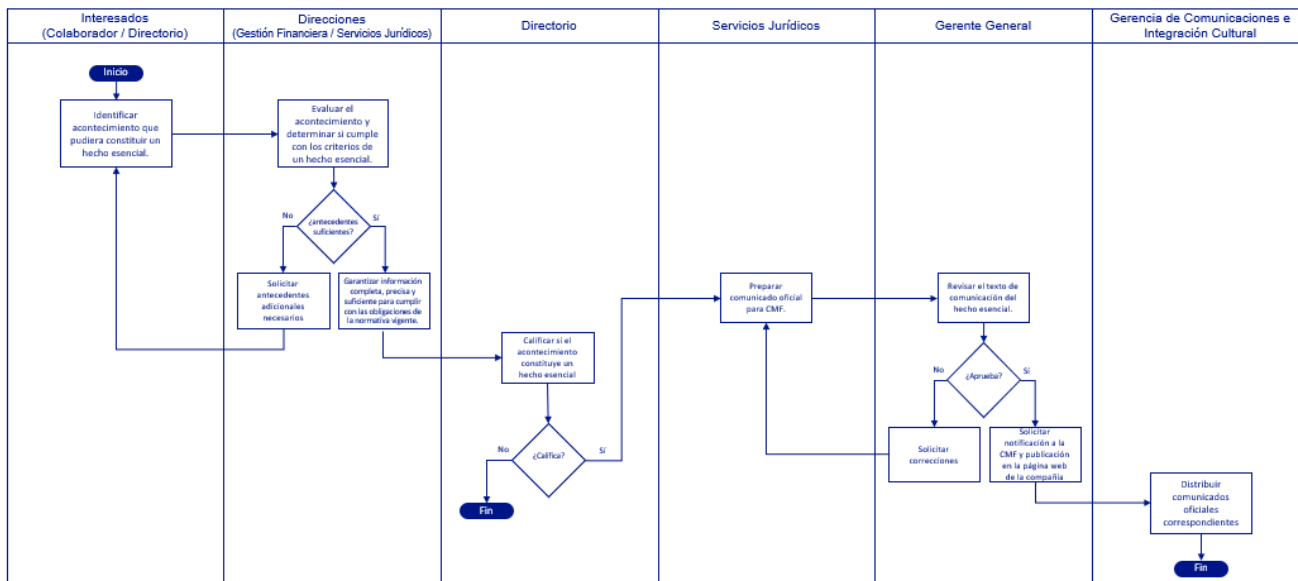 Interesados
(Colaborador / Directorio)
Direcciones
(Gestión Financiera / Servicios Jurídicos)
Directorio
Servicios Jurídicos
Gerente General
Gerencia de Comunicaciones e
Integración Cultural
Inicio
Identificar
acontecimiento que
pudiera constituir un
hecho esencial.
Evaluar el
acontecimiento y
determinar si cumple
con los criterios de
un hecho esencial.
¿antecedentes
suficientes?
No
Sí
Solicitar
antecedentes
adicionales
necesarios
Garantizar información
completa, precisa y
suficiente para cumplir
con las obligaciones de
la normativa vigente.
Calificar si el
acontecimiento
constituye un
hecho esencial
¿Califica?
No
Sí
Fin
Preparar
comunicado oficial
para CMF.
Revisar el texto de
comunicación del
hecho esencial.
¿Aprueba?
No
Sí
Solicitar
correcciones
Solicitar
notificación a la
CMF y publicación
en la página web
de la compañía
Distribuir
comunicados
oficiales
correspondientes
Fin